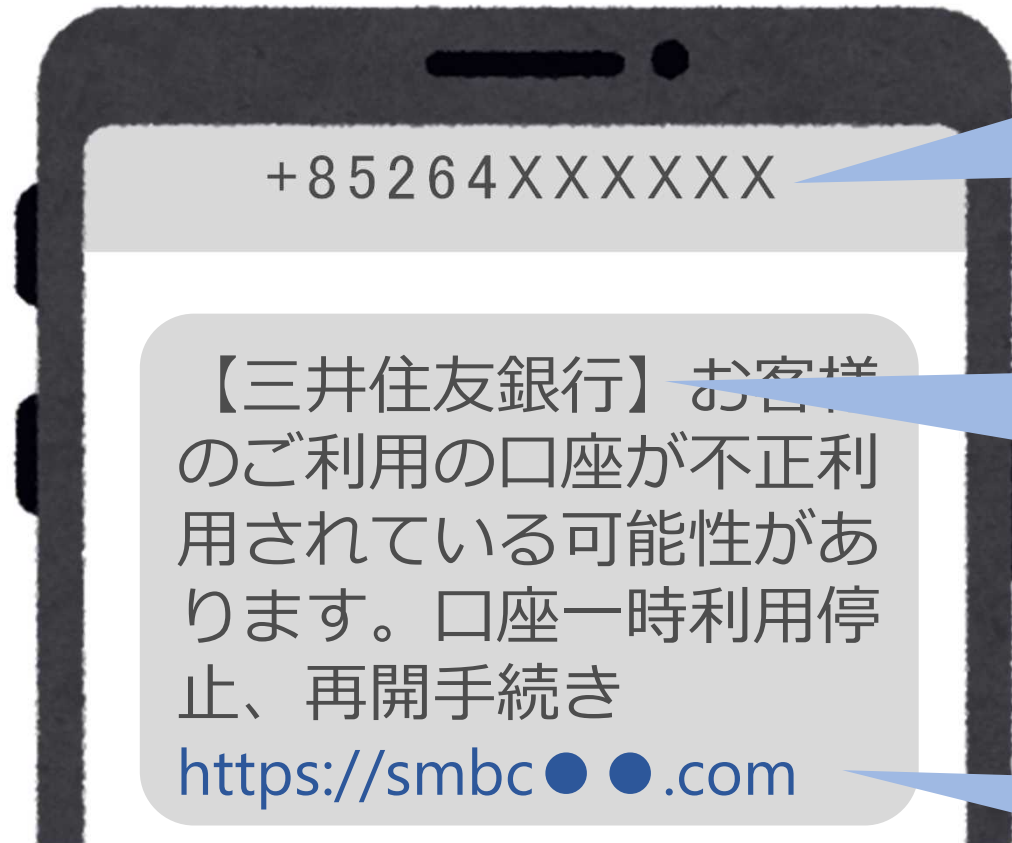 +85264XXXXXX
【三井住友銀行】お客様
のご利用の口座が不正利
用されている可能性があ
ります。口座一時利用停
止、再開手続き
https://smbc●●.com